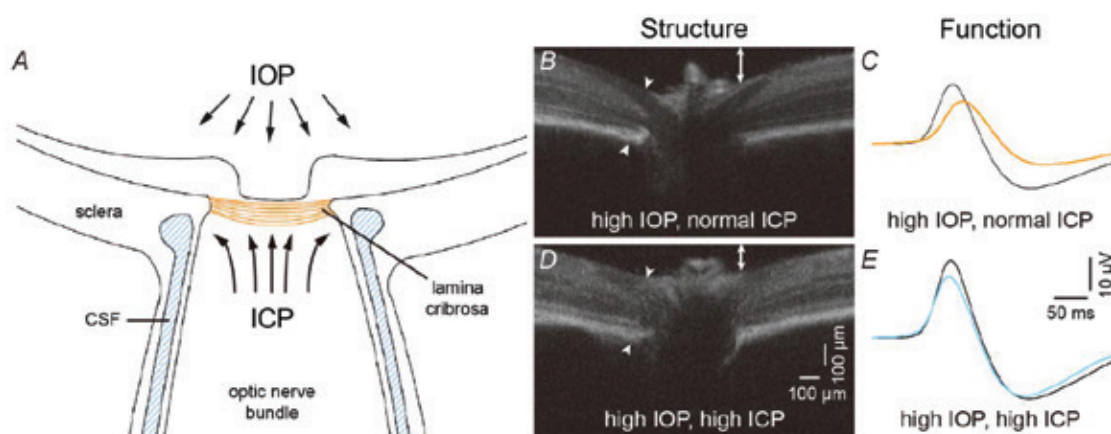 Structure
Function
A
IOP
sclera
CSF
ICP
lamina
cribrosa
optic nerve
bundle
B
high IOP, normal ICP
C
high IOP, normal ICP
D
100 μm
100 μm
high IOP, high ICP
E
10 μV
50 ms
high IOP, high ICP